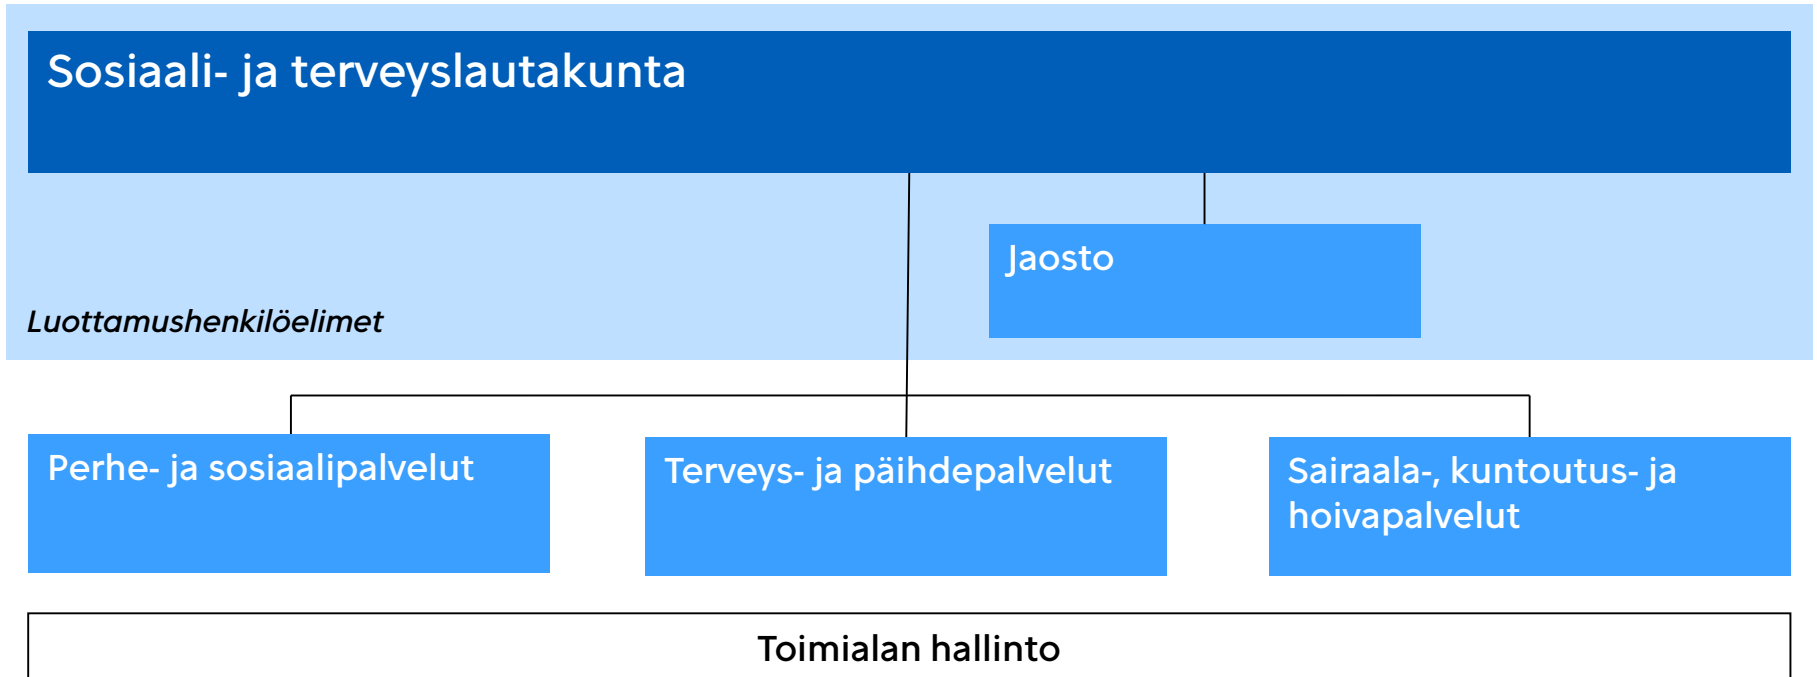 Sosiaali- ja terveyslautakunta
Jaosto
Luottamushenkilöelimet
Perhe- ja sosiaalipalvelut
Terveys- ja päihdepalvelut
Sairaala-, kuntoutus- ja
hoivapalvelut
Toimialan hallinto